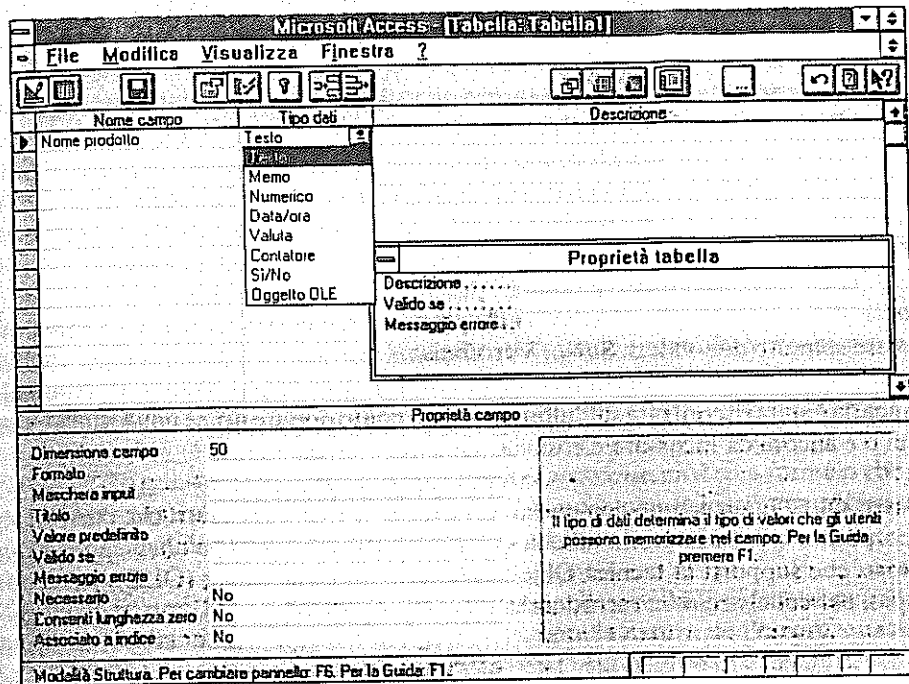 Microsoft Access - [Tabella: Tabella1]
File Modifica Visualizza Finestra ?
Nome campo Tipo dati Descrizione
Nome prodotto Testo
Testo
Memo
Numerico
Data/ora
Valuta
Contatore
Sì/No
Oggetto OLE
Proprietà tabella
Descrizione.......
Valido se.......
Messaggio errore..
Proprietà campo
Dimensione campo 50
Formato
Maschera input
Titolo
Valore predefinito
Valido se
Messaggio errore
Necessario No
Consenti lunghezza zero No
Associato a indice No
Il tipo di dati determina il tipo di valori che gli utenti
possono memorizzare nel campo. Per la Guida
premere F1.
Modalità Struttura. Per cambiare pannello: F6. Per la Guida: F1.